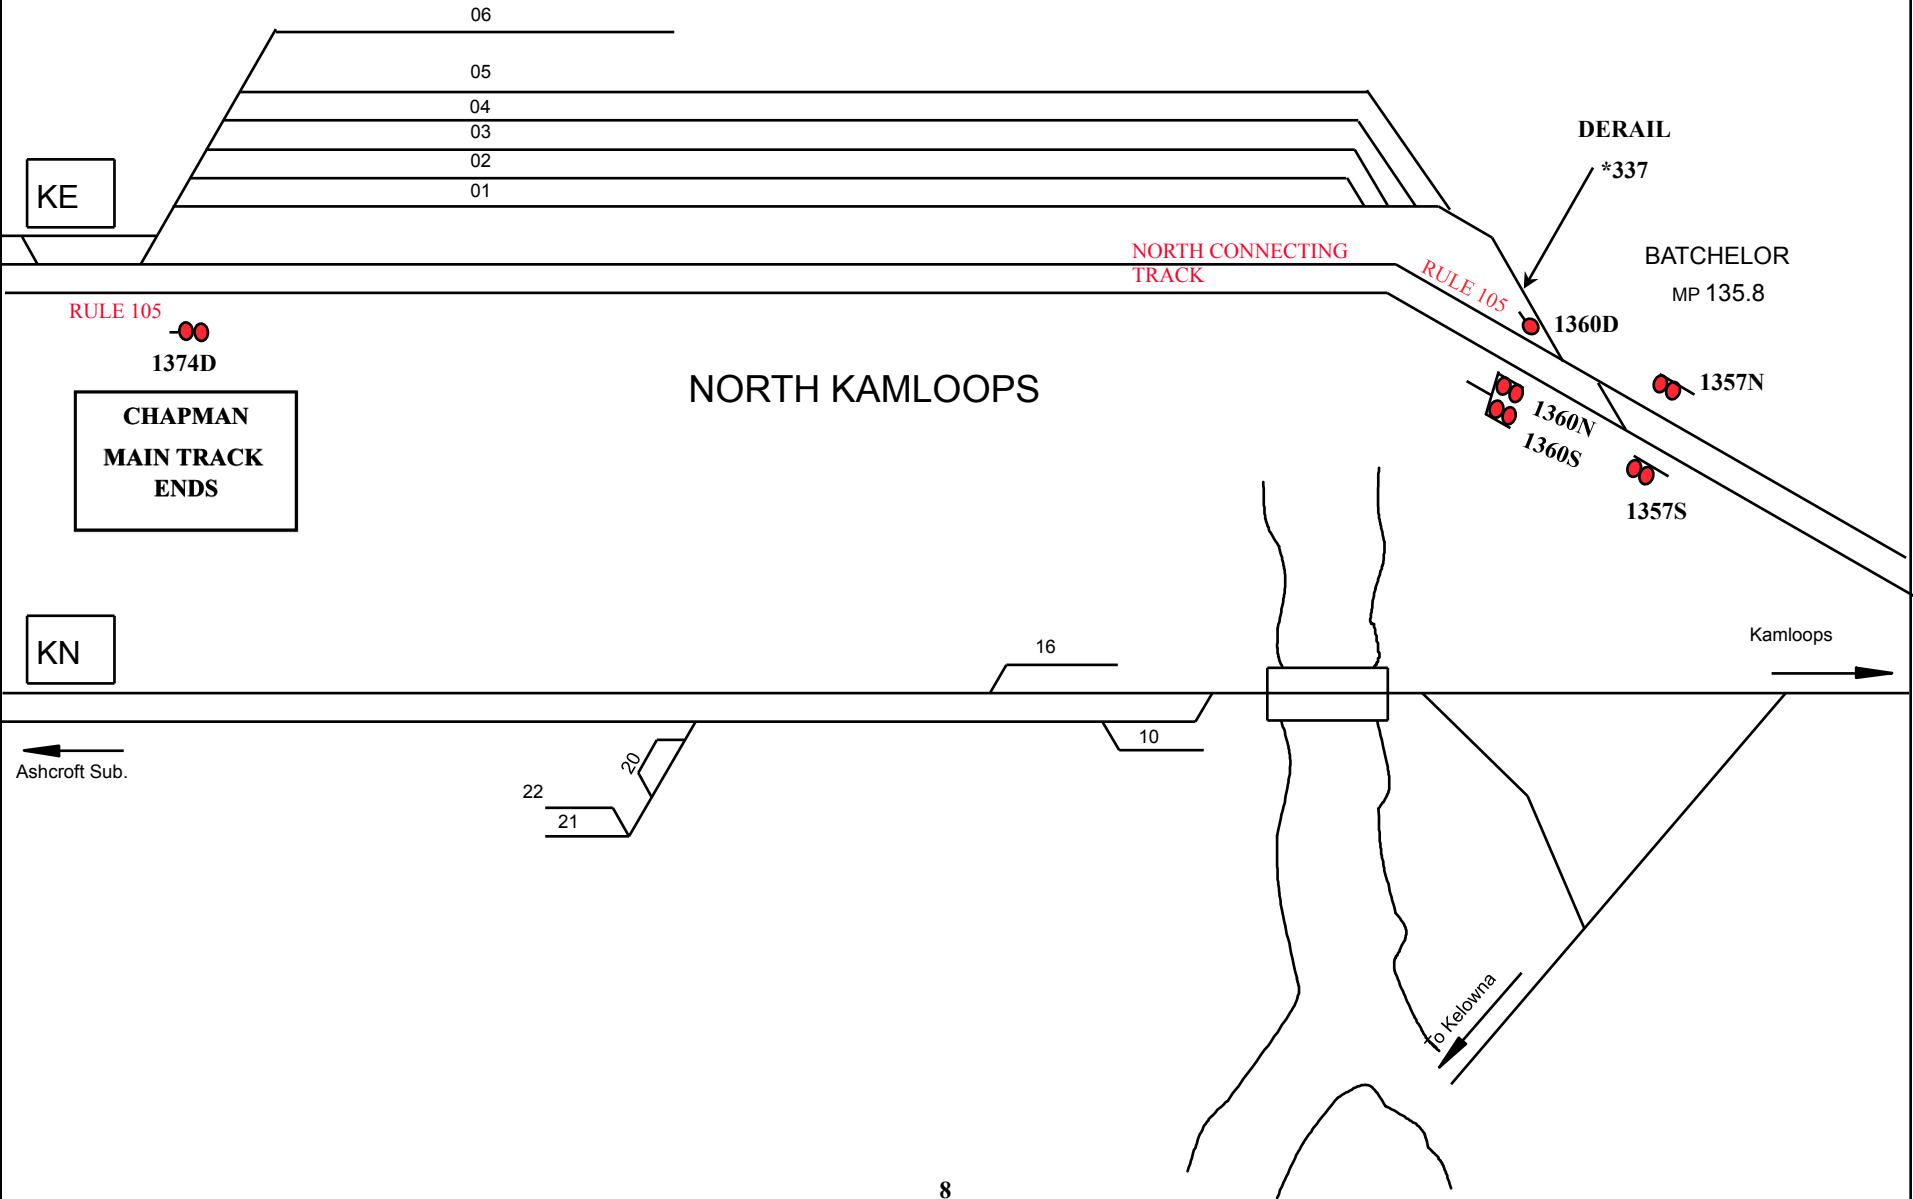 06
05
04
03
02
01
KE
DERAIL
*337
BATCHELOR
MP 135.8
NORTH CONNECTING
TRACK
RULE 105
RULE 105
1374D
1360D
1357N
1360N
1360S
1357S
CHAPMAN
MAIN TRACK
ENDS
NORTH KAMLOOPS
KN
16
Kamloops
10
Ashcroft Sub.
20
22
21
To Kelowna
8